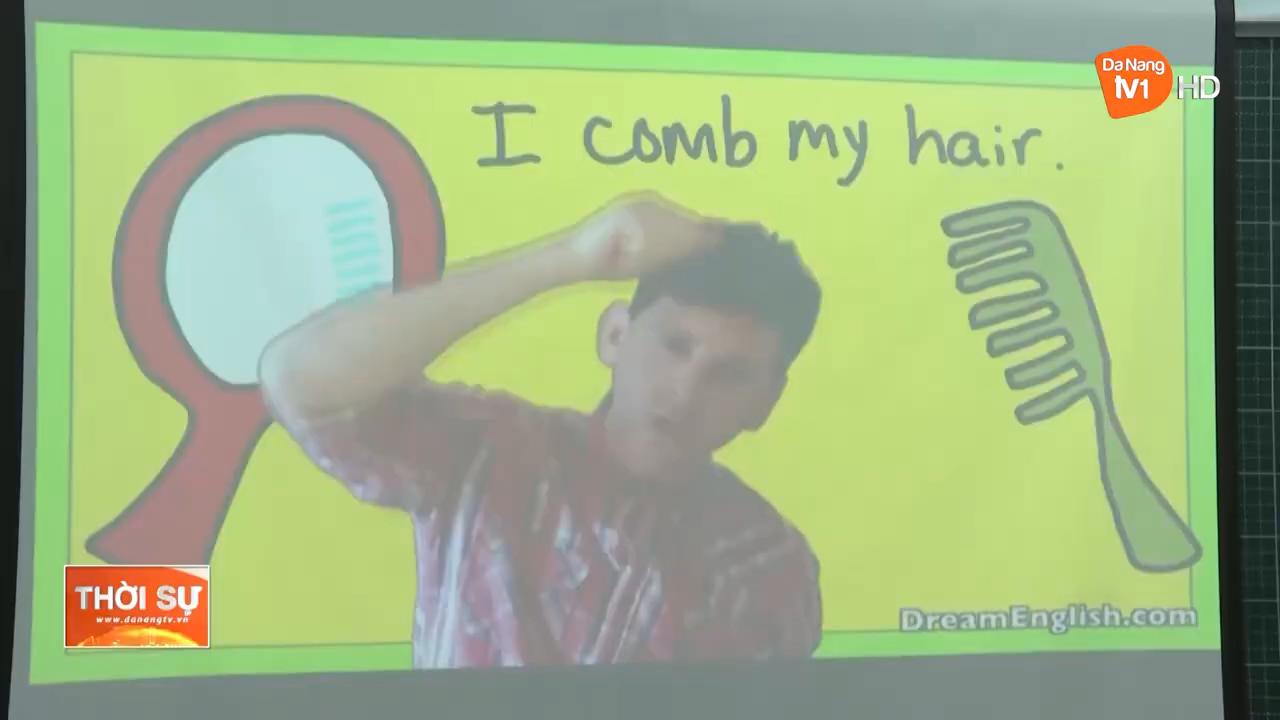 Da Nang
TV1 HD
I comb my hair.
THỜI SỰ
www.danangtv.vn
DreamEnglish.com